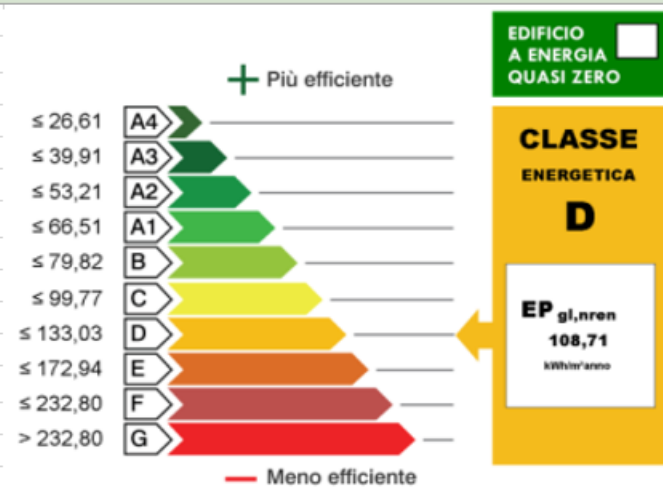 + Più efficiente
≤ 26,61 A4
≤ 39,91 A3
≤ 53,21 A2
≤ 66,51 A1
≤ 79,82 B
≤ 99,77 C
≤ 133,03 D
≤ 172,94 E
≤ 232,80 F
> 232,80 G
— Meno efficiente
EDIFICIO
A ENERGIA
QUASI ZERO
CLASSE
ENERGETICA
D
EP gl,nren
108,71
kWh/m²anno